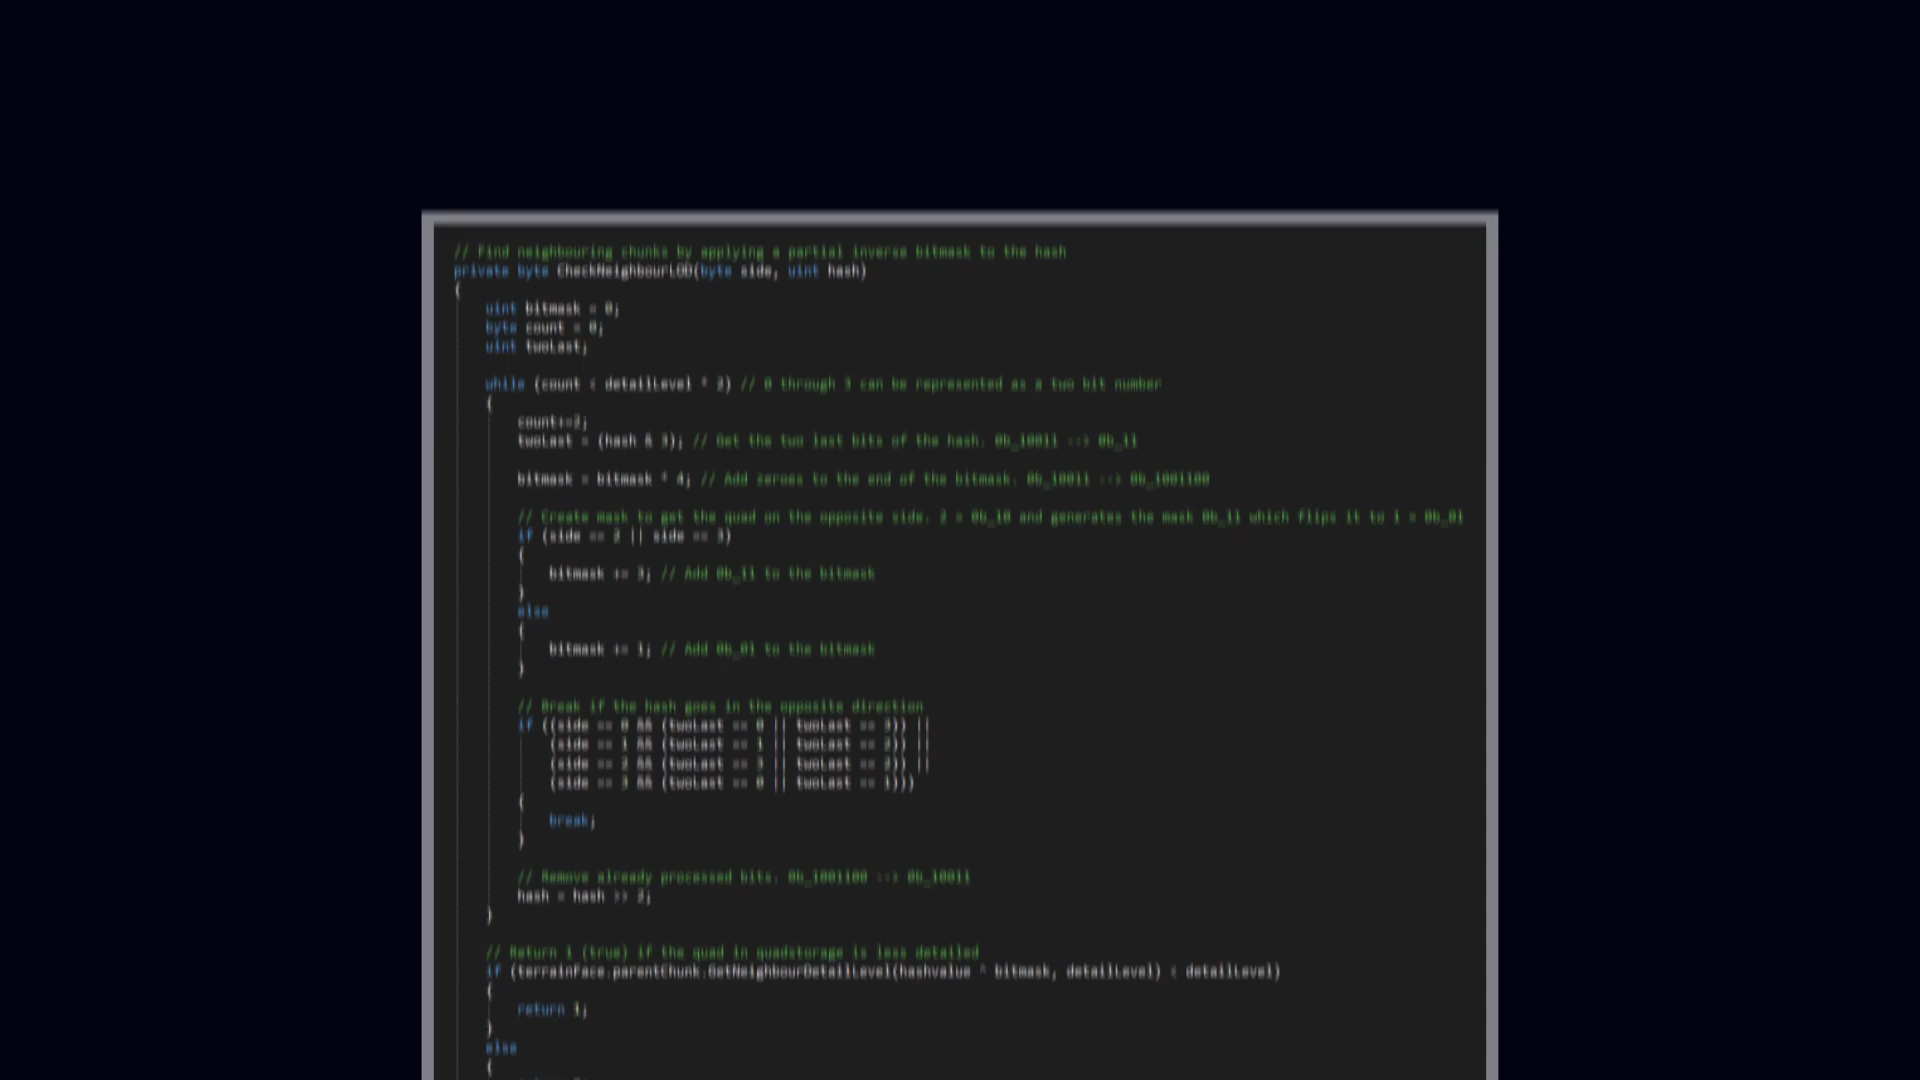 // Find neighbouring chunks by applying a partial inverse bitmask to the hash
private byte CheckNeighbourLOD(byte side, uint hash)
{
uint bitmask = 0;
byte count = 0;
uint twoLast;
while (count < detailLevel * 2) // 0 through 3 can be represented as a two bit number
{
count+=2;
twoLast = (hash & 3); // Get the two last bits of the hash. 0b_10011 --> 0b_11
bitmask = bitmask * 4; // Add zeroes to the end of the bitmask. 0b_10011 --> 0b_1001100
// Create mask to get the quad on the opposite side. 2 = 0b_10 and generates the mask 0b_11 which flips it to 1 = 0b_01
if (side == 2 || side == 3)
{
bitmask += 3; // Add 0b_11 to the bitmask
}
else
{
bitmask += 1; // Add 0b_01 to the bitmask
}
// Break if the hash goes in the opposite direction
if ((side == 0 && (twoLast == 0 || twoLast == 2)) ||
(side == 1 && (twoLast == 1 || twoLast == 3)) ||
(side == 2 && (twoLast == 3 || twoLast == 2)) ||
(side == 3 && (twoLast == 0 || twoLast == 1)))
{
break;
}
// Remove already processed bits. 0b_1001100 --> 0b_10011
hash = hash >> 2;
}
// Return 1 (true) if the quad in quadstorage is less detailed
if (terrainFace.parentChunk.GetNeighbourDetailLevel(hashvalue ^ bitmask, detailLevel) < detailLevel)
{
return 1;
}
else
{